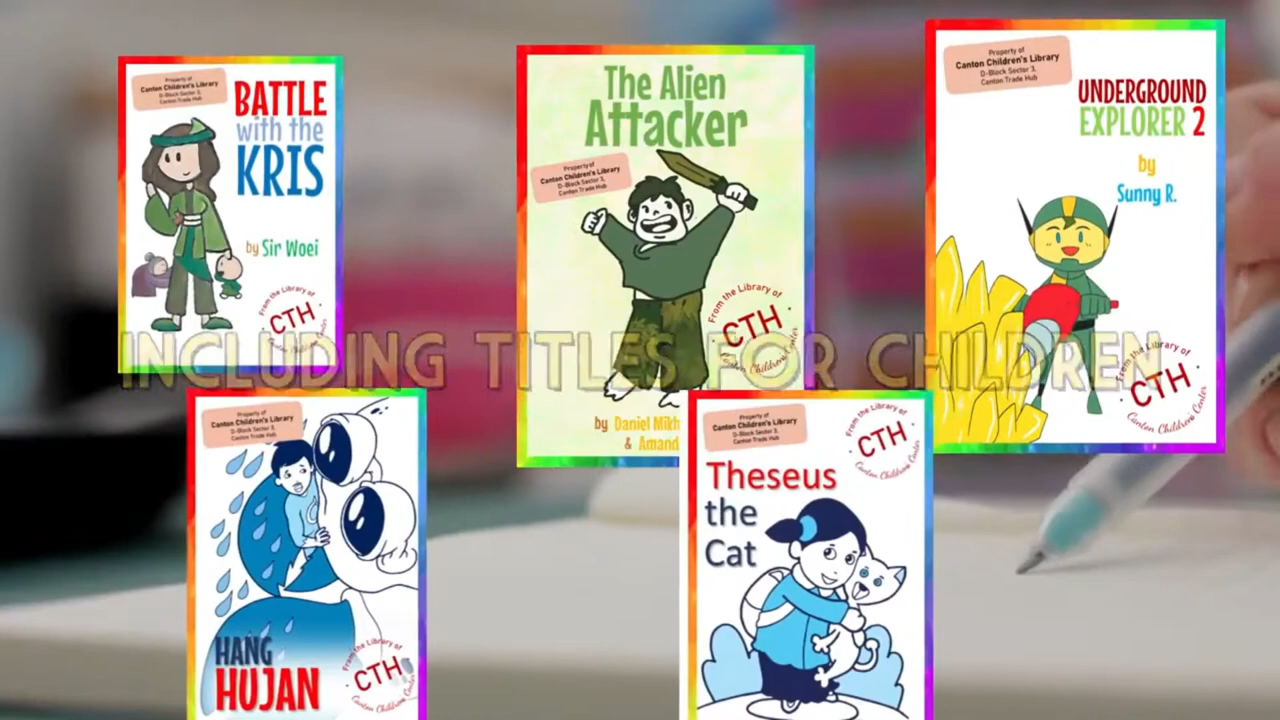 Property of
Canton Children's Library
D-Block Sector 3,
Canton Trade Hub
BATTLE
with the
KRIS
by Sir Woei
From the Library of
CTH
The Alien
Attacker
Property of
Canton Children's Library
D-Block Sector 3,
Canton Trade Hub
From the Library of
CTH
Canton Childrens Center
by Daniel Mikh
& Amand
Property of
Canton Children's Library
D-Block Sector 3,
Canton Trade Hub
UNDERGROUND
EXPLORER 2
by
Sunny R.
From the Library of
CTH
Canton Childrens Center
INCLUDING TITLES FOR CHILDREN
Property of
Canton Children's Library
D-Block Sector 3,
Canton Trade Hub
HANG
HUJAN
From the Library of
CTH
Canton Childrens Center
Property of
Canton Children's Library
D-Block Sector 3,
Canton Trade Hub
From the Library of
CTH
Canton Childrens Center
Theseus
the
Cat